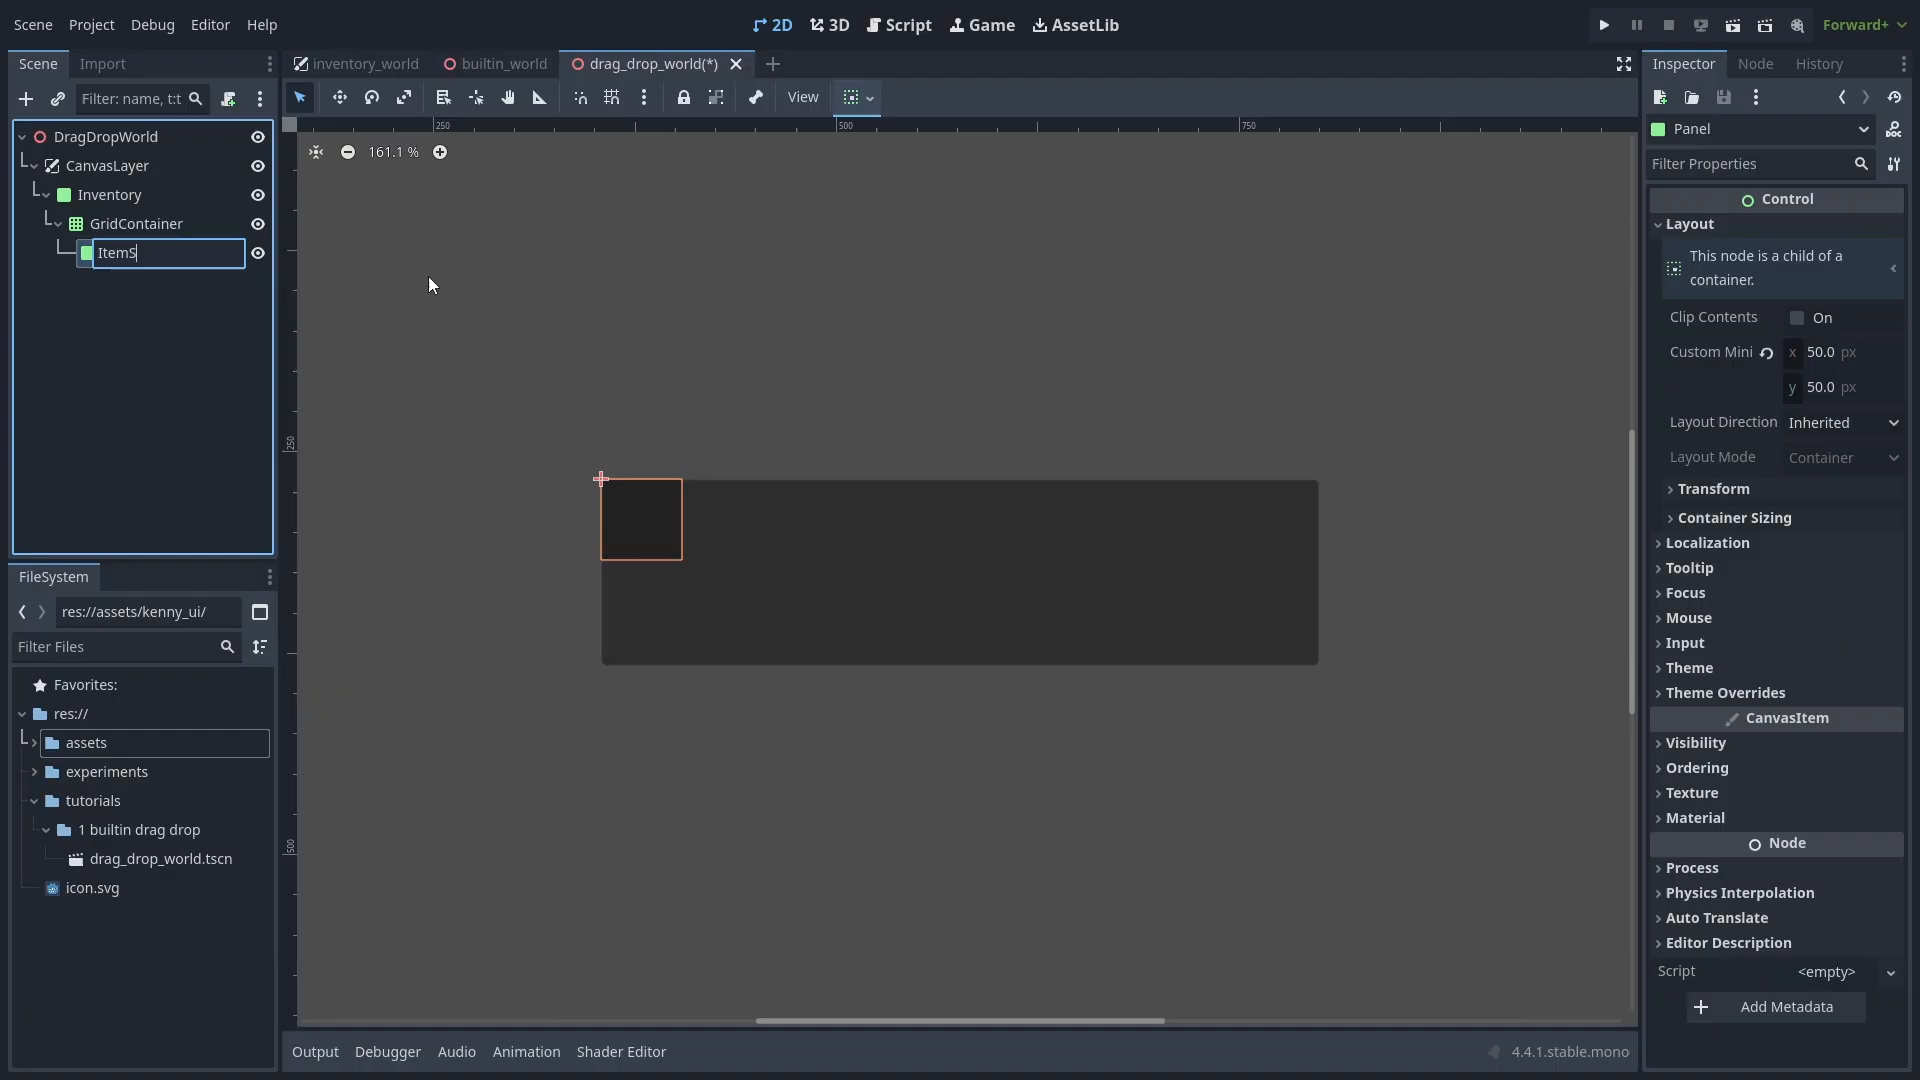 Scene Project Debug Editor Help
2D 3D Script Game AssetLib
Forward+
Scene Import
Filter: name, t:t
DragDropWorld
CanvasLayer
Inventory
GridContainer
ItemS
FileSystem
res://assets/kenny_ui/
Filter Files
Favorites:
res://
assets
experiments
tutorials
1 builtin drag drop
drag_drop_world.tscn
icon.svg
inventory_world builtin_world drag_drop_world(*)
View
250 500 750
161.1 %
250
500
Output Debugger Audio Animation Shader Editor
4.4.1.stable.mono
Inspector Node History
Panel
DOC
Filter Properties
Control
Layout
This node is a child of a
container.
Clip Contents On
Custom Mini x 50.0 px
y 50.0 px
Layout Direction Inherited
Layout Mode Container
Transform
Container Sizing
Localization
Tooltip
Focus
Mouse
Input
Theme
Theme Overrides
CanvasItem
Visibility
Ordering
Texture
Material
Node
Process
Physics Interpolation
Auto Translate
Editor Description
Script <empty>
Add Metadata